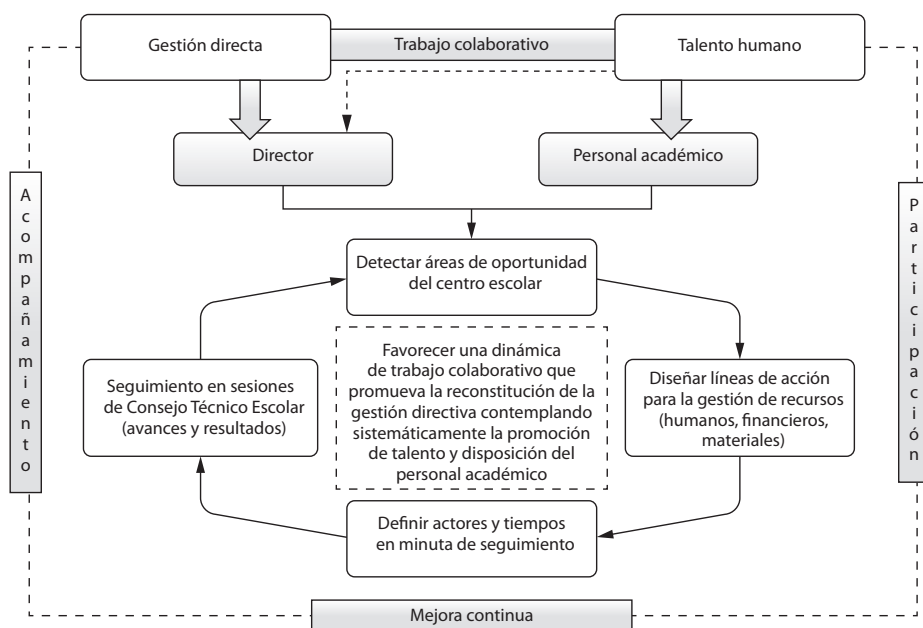 Gestión directa
Trabajo colaborativo
Talento humano
Director
Personal académico
Acompañamiento
Participación
Detectar áreas de oportunidad
del centro escolar
Seguimiento en sesiones
de Consejo Técnico Escolar
(avances y resultados)
Favorecer una dinámica
de trabajo colaborativo que
promueva la reconstitución de la
gestión directiva contemplando
sistemáticamente la promoción
de talento y disposición del
personal académico
Diseñar líneas de acción
para la gestión de recursos
(humanos, financieros,
materiales)
Definir actores y tiempos
en minuta de seguimiento
Mejora continua